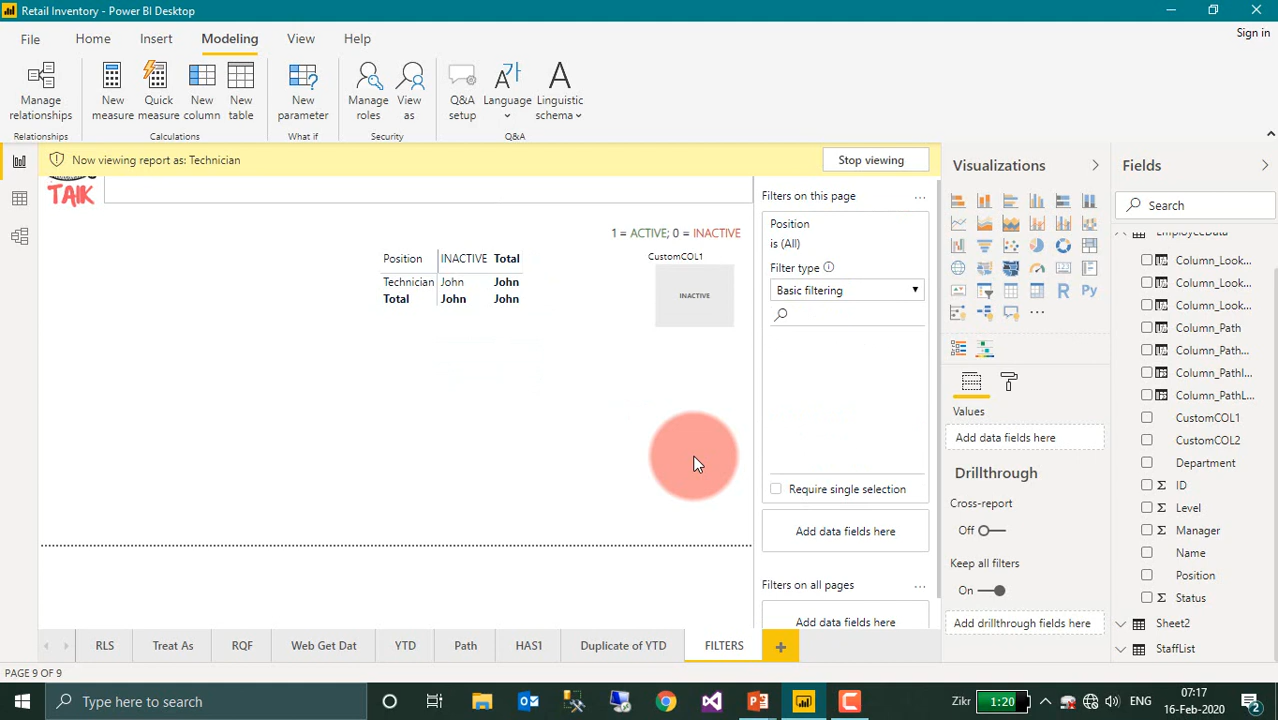 Retail Inventory - Power BI Desktop
Sign in
File Home Insert Modeling View Help
Manage relationships
New measure
Quick measure
New column
New table
New parameter
Manage roles
View as
Q&A setup
Language
Linguistic schema
Relationships
Calculations
What if
Security
Q&A
Now viewing report as: Technician
Stop viewing
TAIK
1 = ACTIVE; 0 = INACTIVE
Position INACTIVE Total
Technician John John
Total John John
CustomCOL1
INACTIVE
Filters on this page ...
Position
is (All)
Filter type
Basic filtering
Require single selection
Add data fields here
Filters on all pages ...
Add data fields here
Visualizations
R Py
Values
Add data fields here
Drillthrough
Cross-report
Off
Keep all filters
On
Add drillthrough fields here
Fields
Search
EmployeeData
Column_Look...
Column_Look...
Column_Look...
Column_Path
Column_Path...
Column_PathI...
Column_PathL...
CustomCOL1
CustomCOL2
Department
Σ ID
Σ Level
Σ Manager
Name
Position
Σ Status
Sheet2
StaffList
RLS Treat As RQF Web Get Dat YTD Path HAS1 Duplicate of YTD FILTERS +
PAGE 9 OF 9
Type here to search
Zikr 1:20 ENG
07:17
16-Feb-2020
2